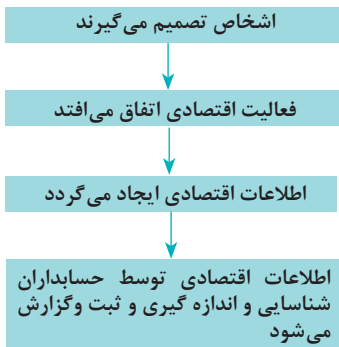 اشخاص تصمیم می‌گیرند
فعالیت اقتصادی اتفاق می‌افتد
اطلاعات اقتصادی ایجاد می‌گردد
اطلاعات اقتصادی توسط حسابداران
شناسایی و اندازه گیری و ثبت وگزارش
می‌شود